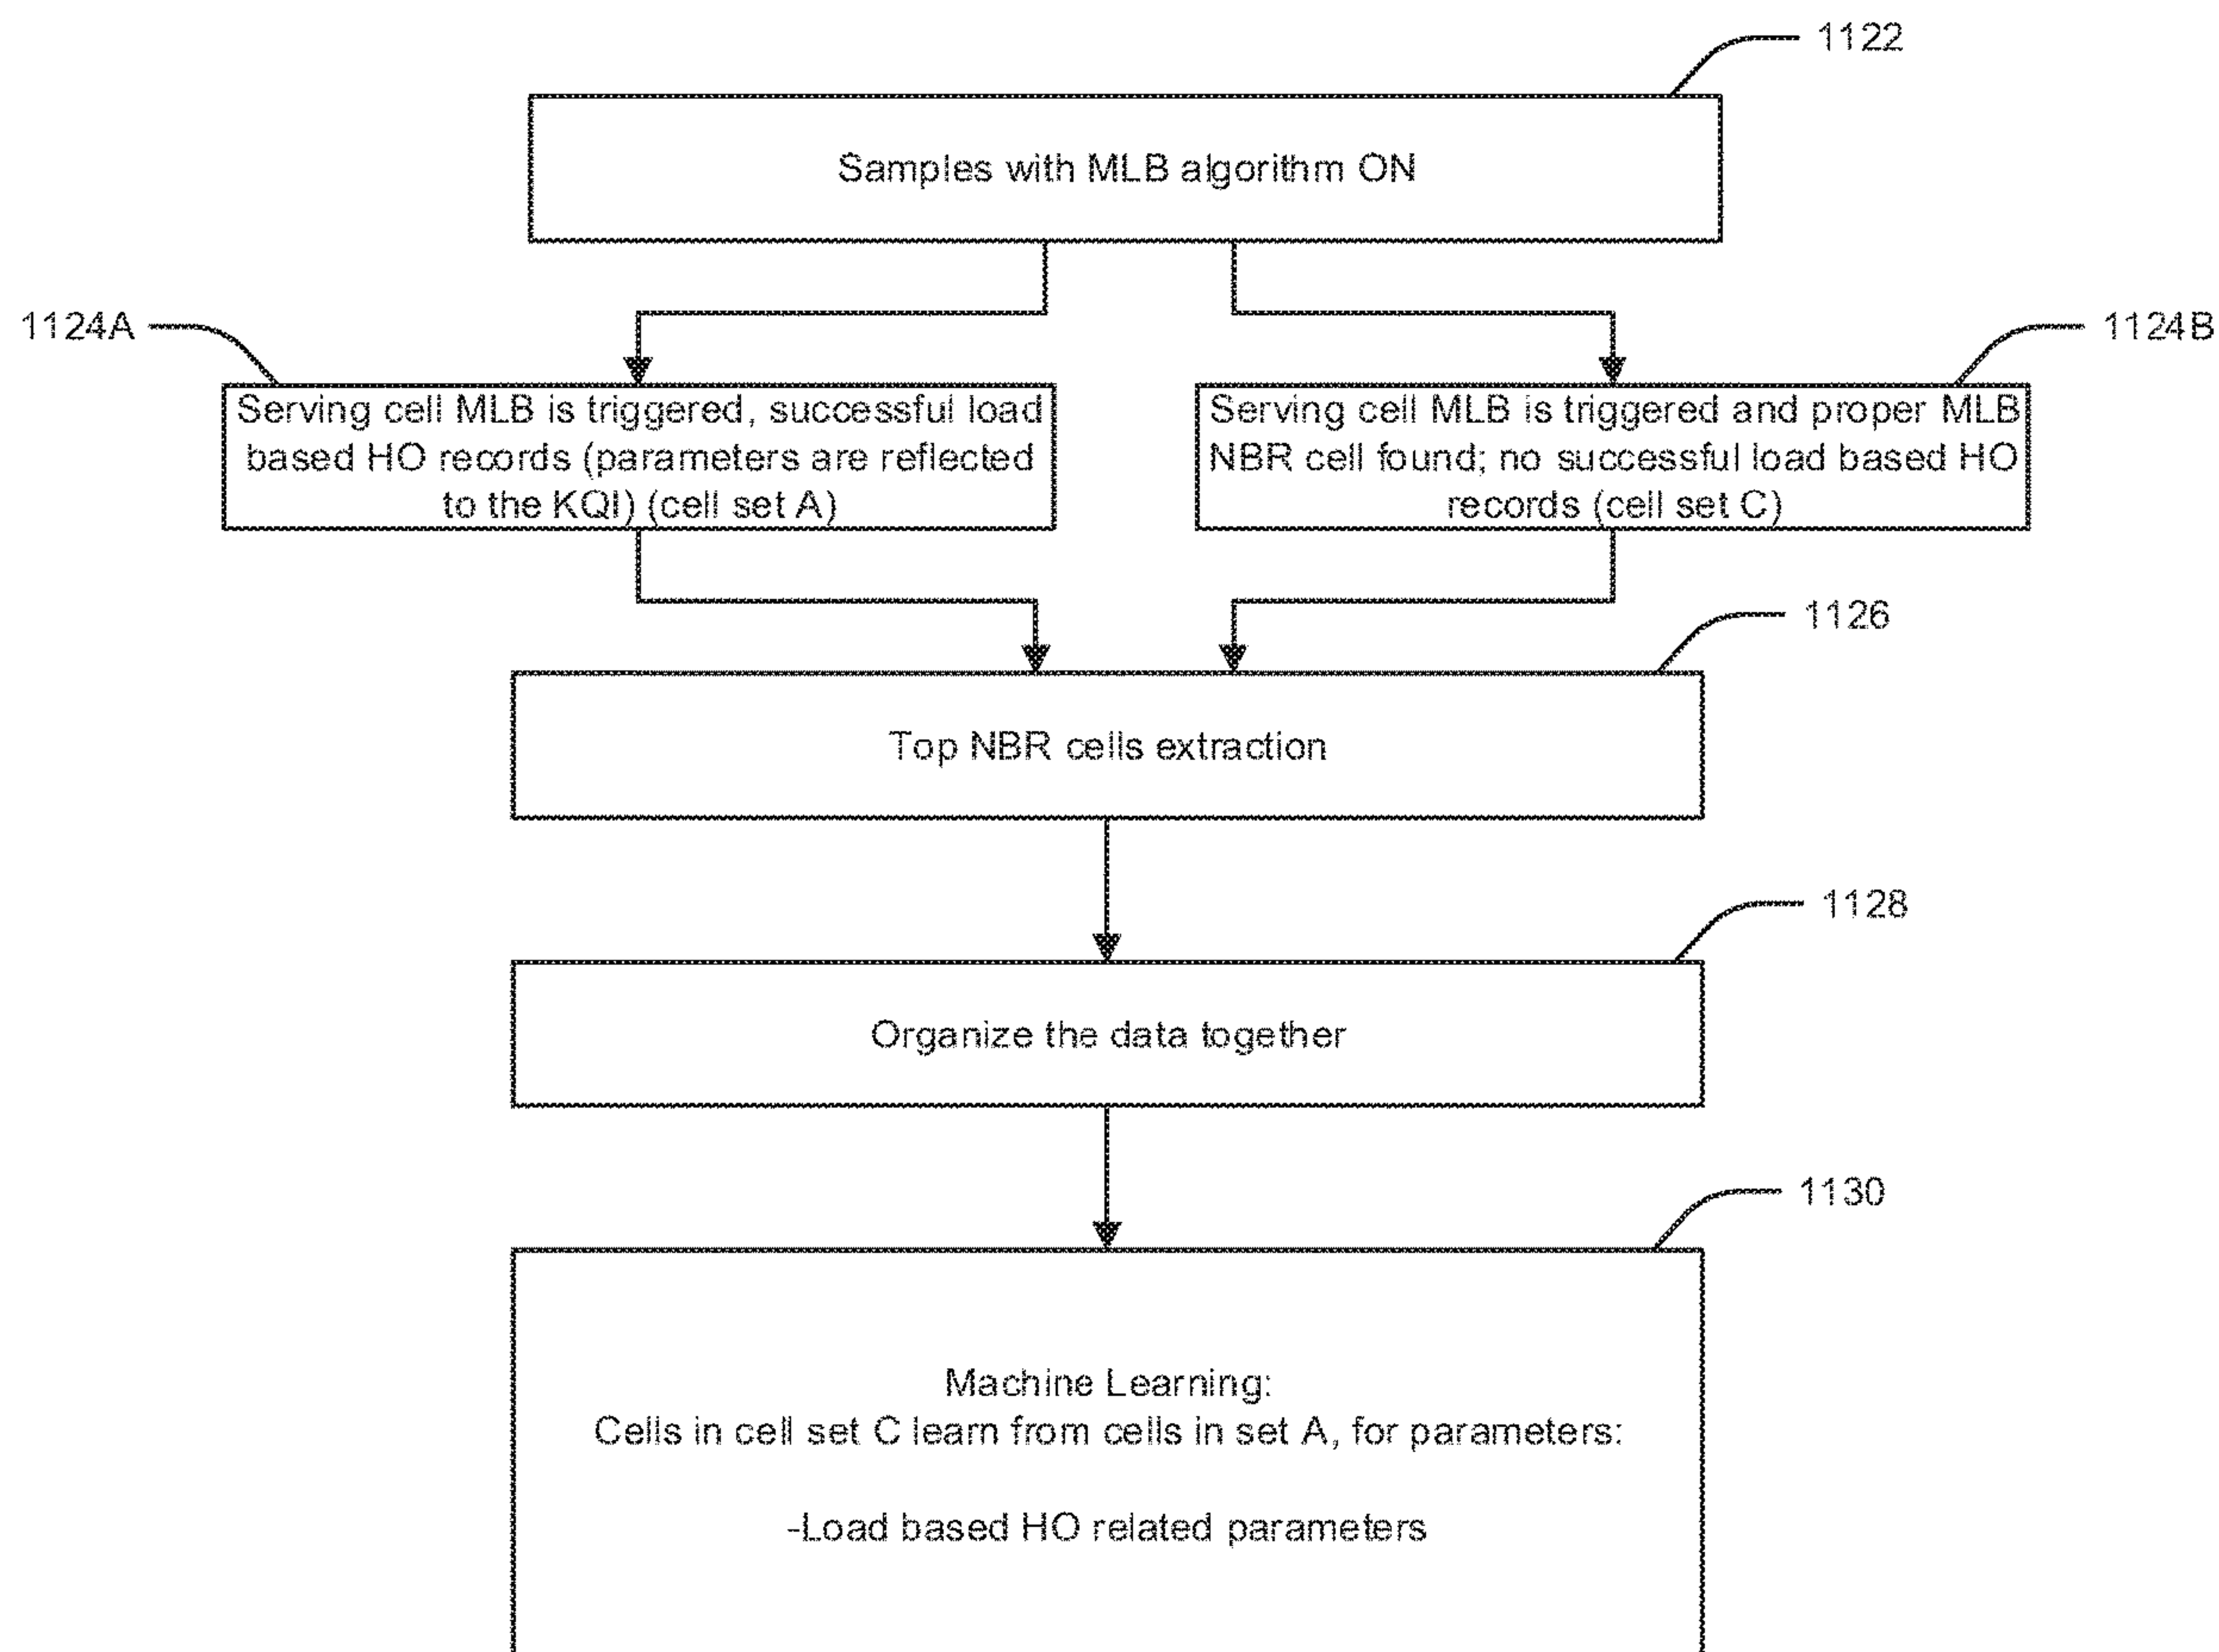 1122
Samples with MLB algorithm ON
1124A
1124B
Serving cell MLB is triggered, successful load
based HO records (parameters are reflected
to the KQI) (cell set A)
Serving cell MLB is triggered and proper MLB
NBR cell found; no successful load based HO
records (cell set C)
1126
Top NBR cells extraction
1128
Organize the data together
1130
Machine Learning:
Cells in cell set C learn from cells in set A, for parameters:
-Load based HO related parameters